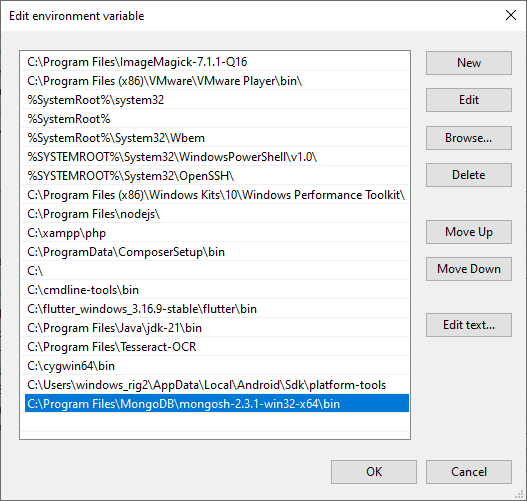 Edit environment variable
C:\Program Files\ImageMagick-7.1.1-Q16
C:\Program Files (x86)\VMware\VMware Player\bin\
%SystemRoot%\system32
%SystemRoot%
%SystemRoot%\System32\Wbem
%SYSTEMROOT%\System32\WindowsPowerShell\v1.0\
%SYSTEMROOT%\System32\OpenSSH\
C:\Program Files (x86)\Windows Kits\10\Windows Performance Toolkit\
C:\Program Files\nodejs\
C:\xampp\php
C:\ProgramData\ComposerSetup\bin
C:\
C:\cmdline-tools\bin
C:\flutter_windows_3.16.9-stable\flutter\bin
C:\Program Files\Java\jdk-21\bin
C:\Program Files\Tesseract-OCR
C:\cygwin64\bin
C:\Users\windows_rig2\AppData\Local\Android\Sdk\platform-tools
C:\Program Files\MongoDB\mongosh-2.3.1-win32-x64\bin
New
Edit
Browse...
Delete
Move Up
Move Down
Edit text...
OK
Cancel